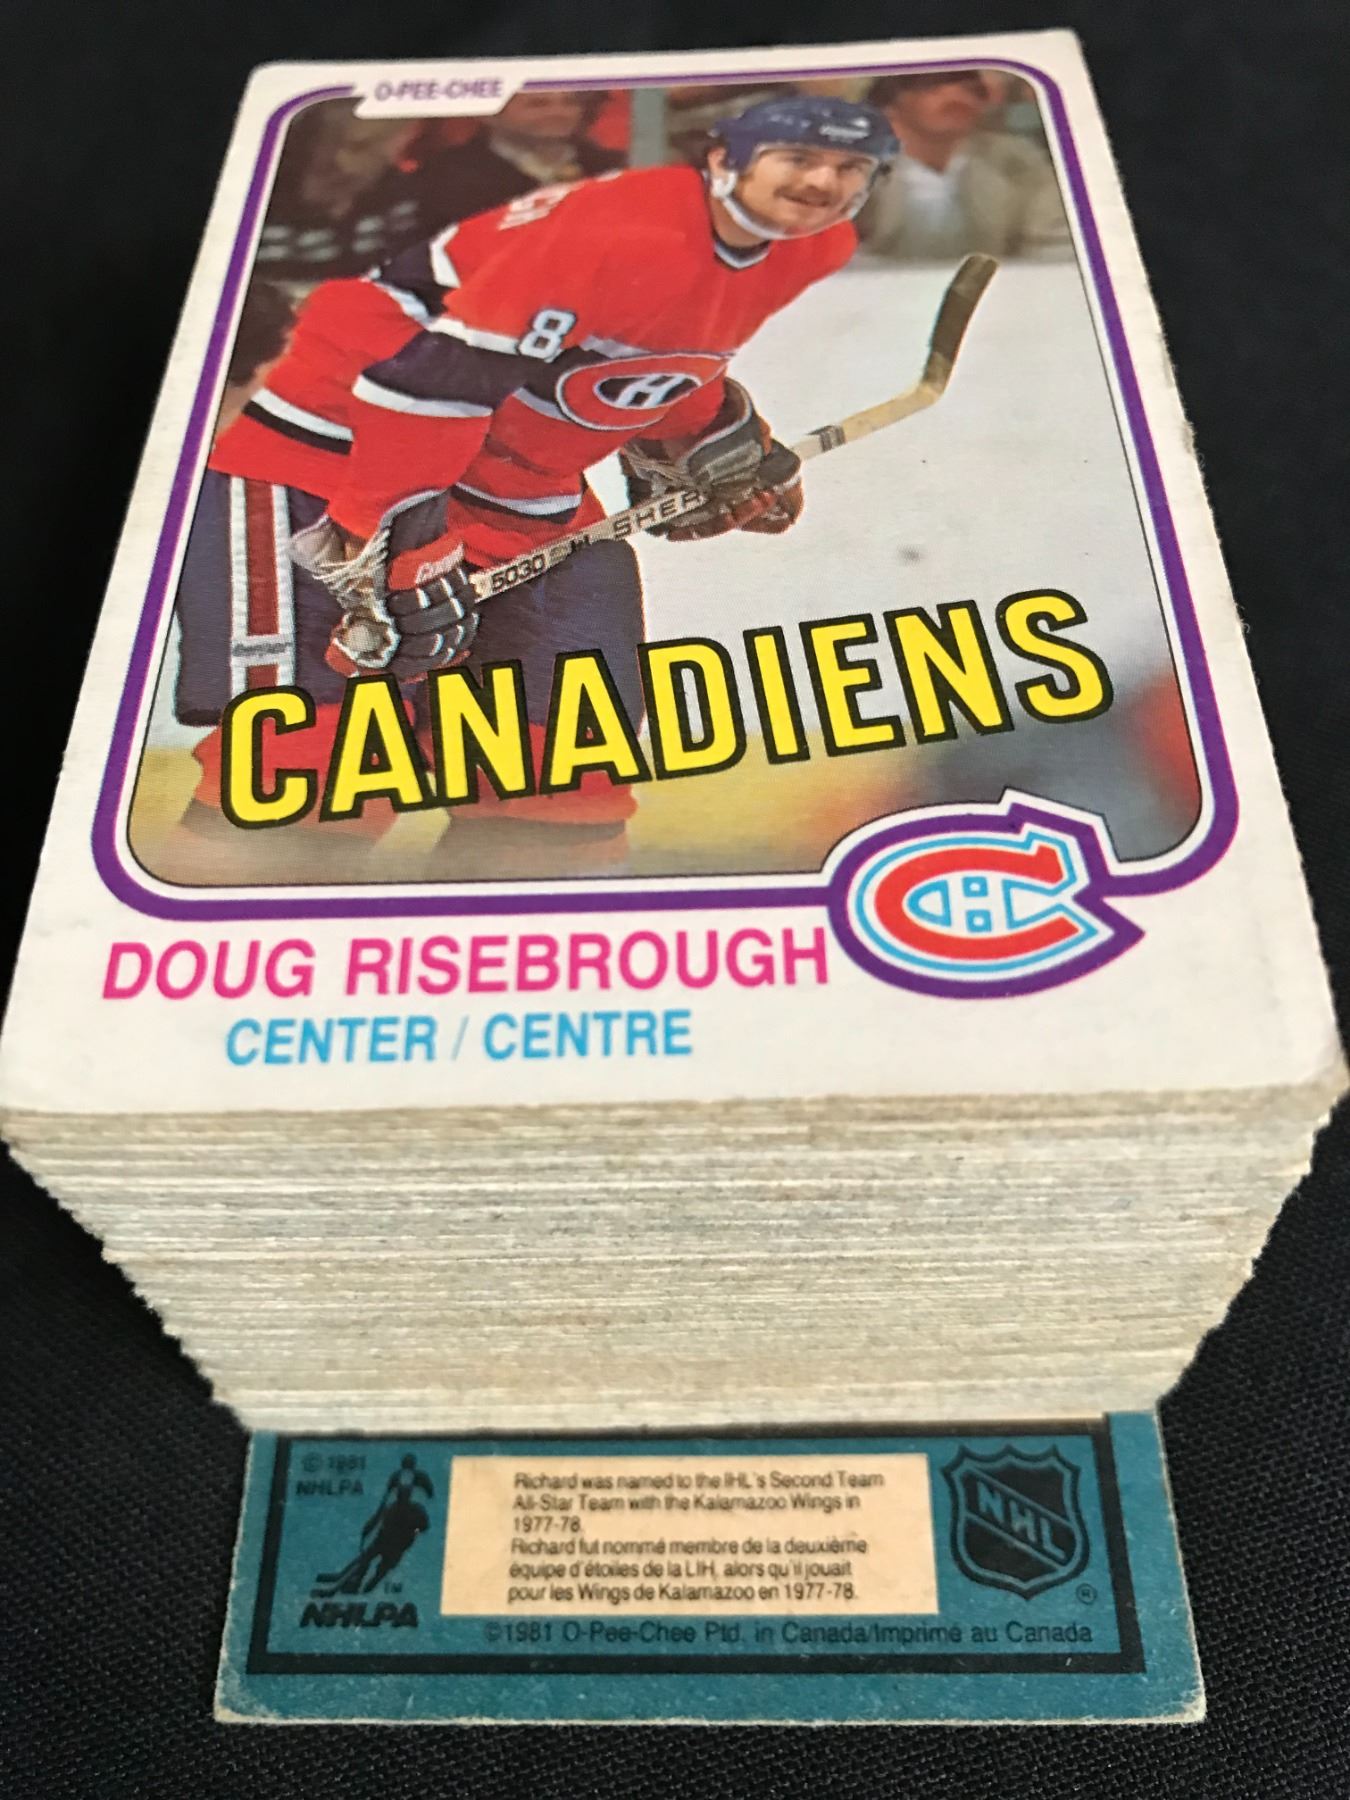 O-PEE-CHEE
8
H
5030 SHER
CANADIENS
CH
DOUG RISEBROUGH
CENTER / CENTRE
© 1981
NHLPA
Richard was named to the IHL's Second Team
All-Star Team with the Kalamazoo Wings in
1977-78.
Richard fut nommé membre de la deuxième
équipe d'étoiles de la LIH, alors qu'il jouait
pour les Wings de Kalamazoo en 1977-78.
NHL
®
TM
NHLPA
©1981 O-Pee-Chee Ptd. in Canada/Imprimé au Canada